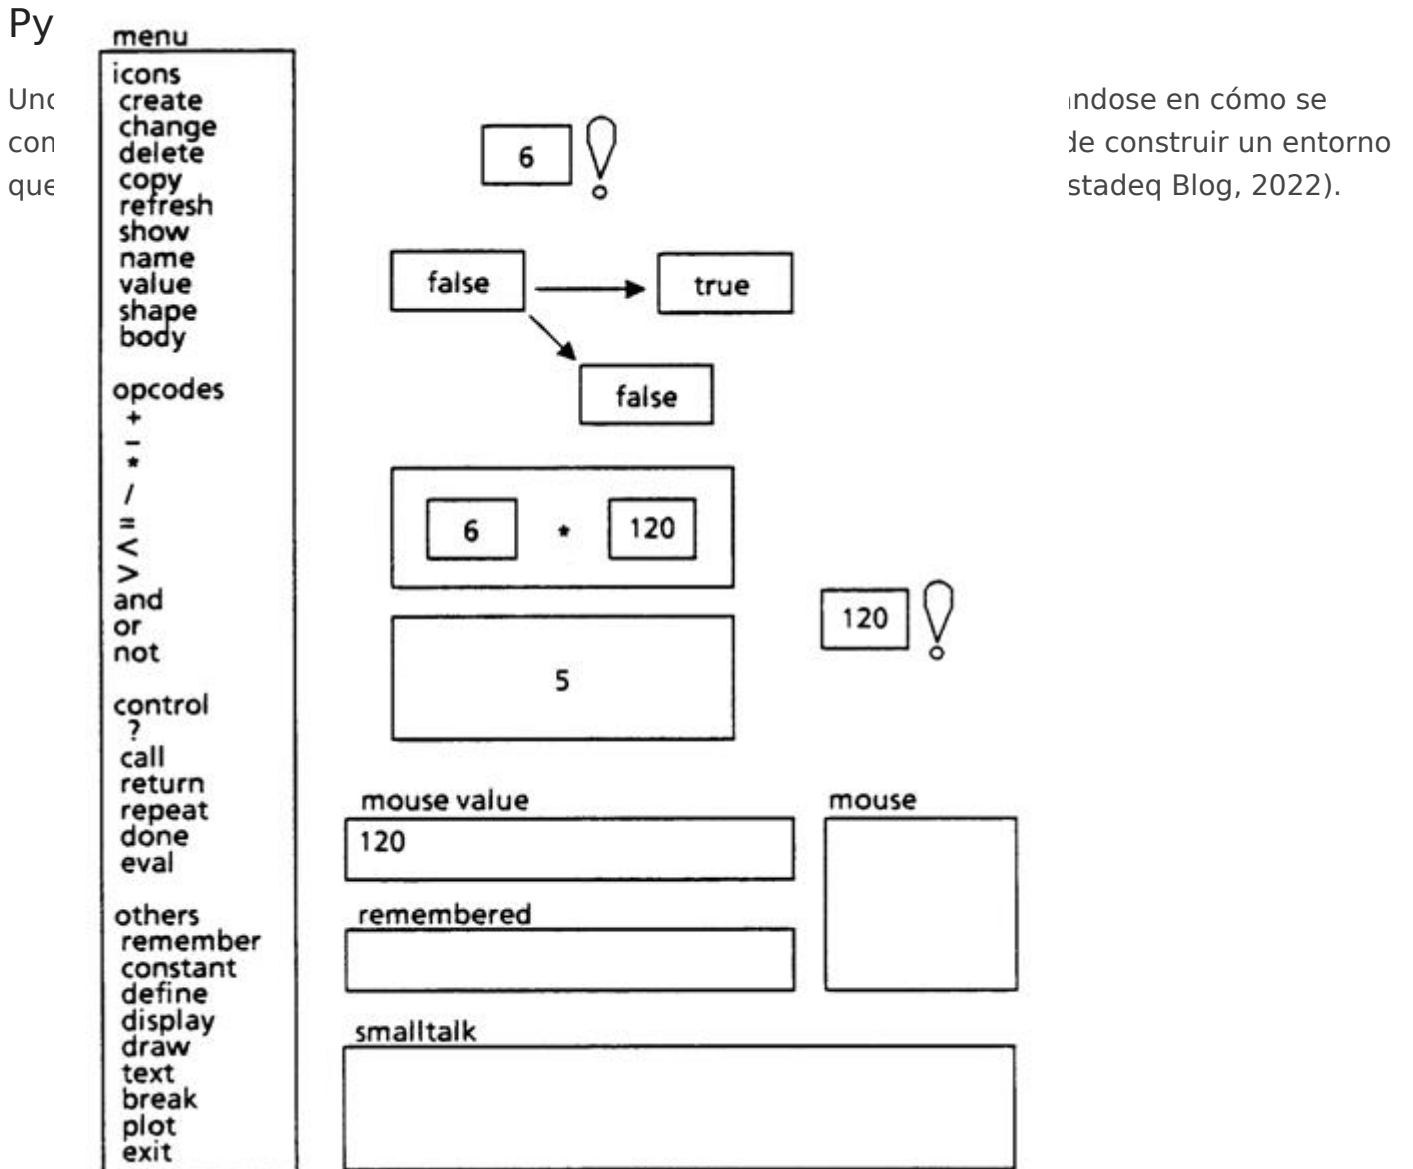 Py
ándose en cómo se
de construir un entorno
que
stadeq Blog, 2022).
menu
icons
create
change
delete
copy
refresh
show
name
value
shape
body
opcodes
+
–
*
/
=
<
>
and
or
not
control
?
call
return
repeat
done
eval
others
remember
constant
define
display
draw
text
break
plot
exit
6
false
true
false
6 * 120
120
5
mouse value
120
mouse
remembered
smalltalk